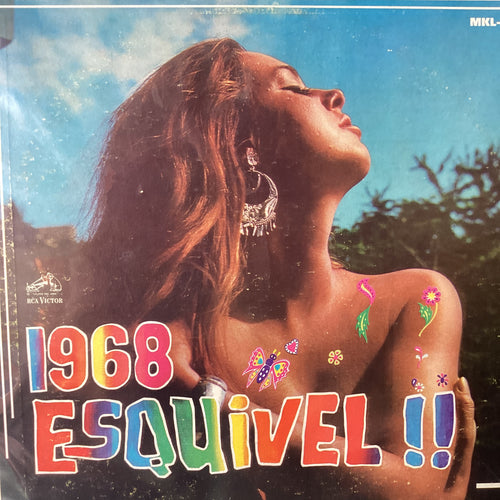 MKL-
RCA VICTOR
1968
ESQUiVEL !!